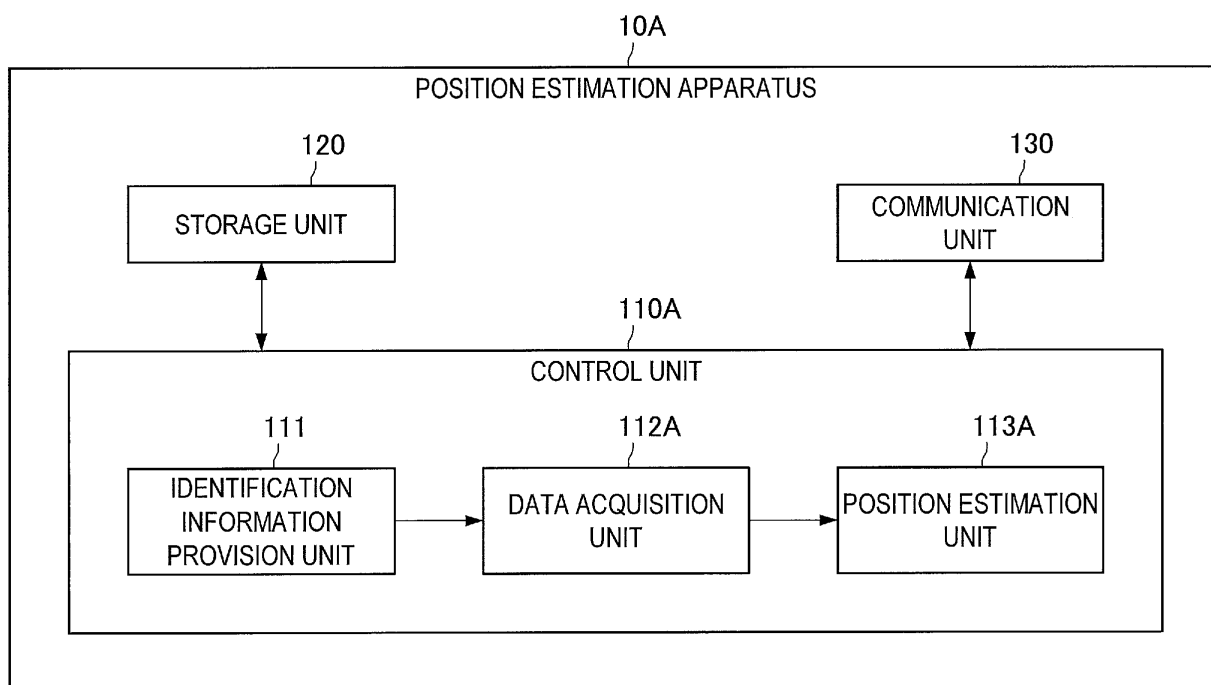 10A
POSITION ESTIMATION APPARATUS
120
130
STORAGE UNIT
COMMUNICATION
UNIT
110A
CONTROL UNIT
111
112A
113A
IDENTIFICATION
INFORMATION
PROVISION UNIT
DATA ACQUISITION
UNIT
POSITION ESTIMATION
UNIT